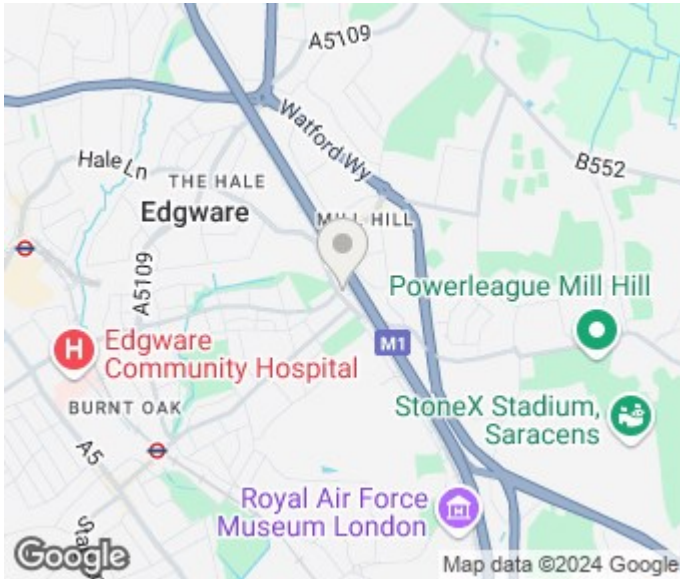 A5109
Watford Wy
B552
Hale Ln
THE HALE
Edgware
MILL HILL
A5109
Powerleague Mill Hill
H
Edgware
Community Hospital
M1
BURNT OAK
StoneX Stadium,
Saracens
A5
Royal Air Force
Museum London
Google
Map data ©2024 Google